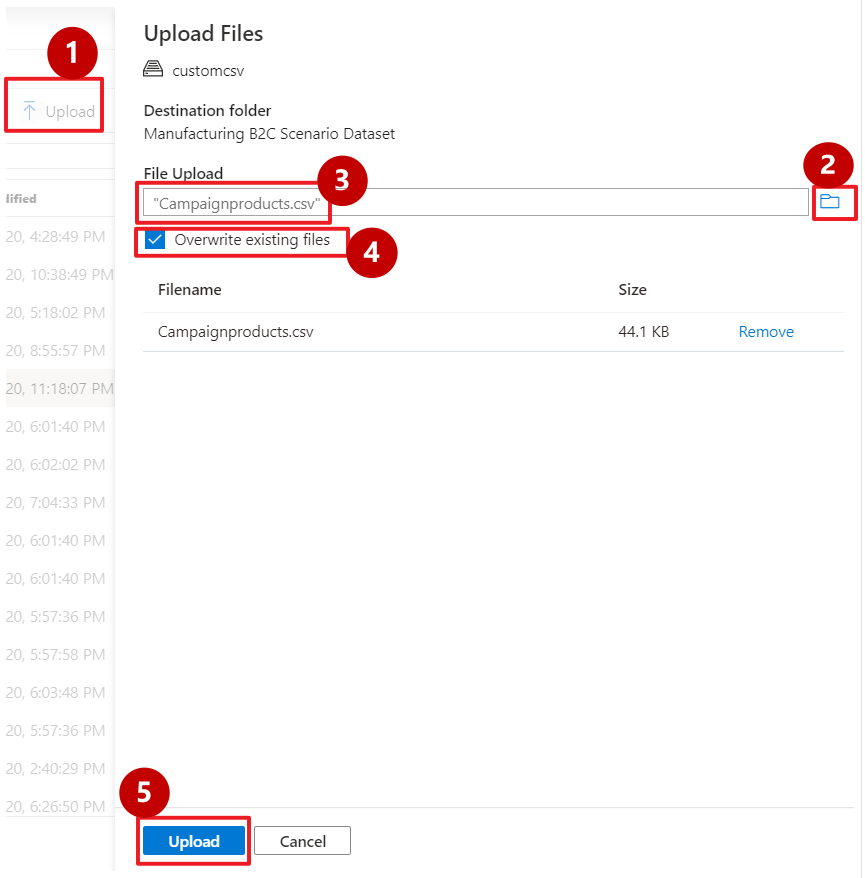 Upload Files
1
customcsv
Upload
Destination folder
Manufacturing B2C Scenario Dataset
File Upload
3
2
"Campaignproducts.csv"
Overwrite existing files
4
Filename
Size
Campaignproducts.csv
44.1 KB
Remove
lified
20, 4:28:49 PM
20, 10:38:49 PM
20, 5:18:02 PM
20, 8:55:57 PM
20, 11:18:07 PM
20, 6:01:40 PM
20, 6:02:02 PM
20, 7:04:33 PM
20, 6:01:40 PM
20, 6:01:40 PM
20, 5:57:36 PM
20, 5:57:58 PM
20, 6:03:48 PM
20, 5:57:36 PM
20, 2:40:29 PM
20, 6:26:50 PM
5
Upload
Cancel